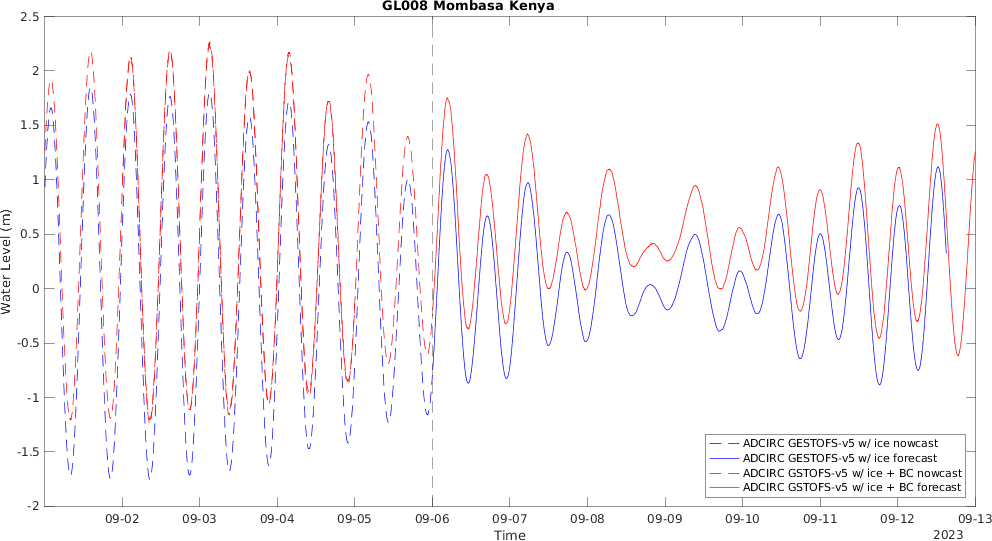 GL008 Mombasa Kenya
2.5
2
1.5
1
0.5
0
-0.5
-1
-1.5
-2
Water Level (m)
ADCIRC GESTOFS-v5 w/ ice nowcast
ADCIRC GESTOFS-v5 w/ ice forecast
ADCIRC GSTOFS-v5 w/ ice + BC nowcast
ADCIRC GSTOFS-v5 w/ ice + BC forecast
09-02 09-03 09-04 09-05 09-06 09-07 09-08 09-09 09-10 09-11 09-12 09-13
Time
2023